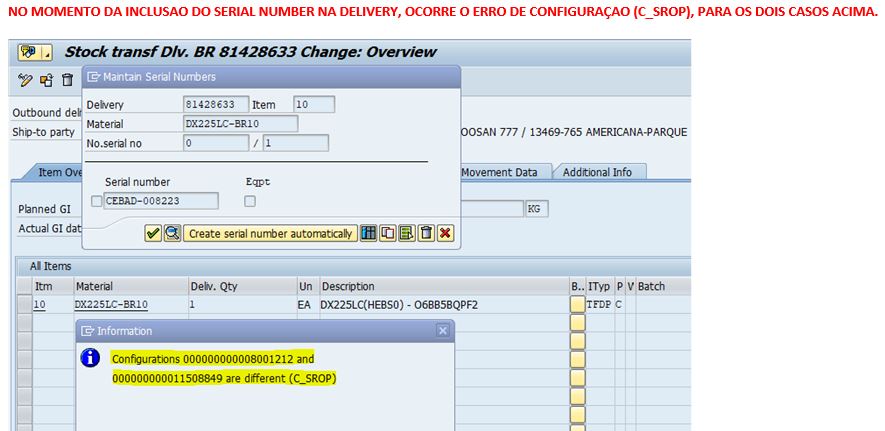 NO MOMENTO DA INCLUSAO DO SERIAL NUMBER NA DELIVERY, OCORRE O ERRO DE CONFIGURAÇAO (C_SROP), PARA OS DOIS CASOS ACIMA.
Stock transf Dlv. BR 81428633 Change: Overview
Maintain Serial Numbers
Delivery 81428633 Item 10
Material DX225LC-BR10
No.serial no 0 / 1
Outbound deli
Ship-to party OOSAN 777 / 13469-765 AMERICANA-PARQUE
Serial number Eqpt
CEBAD-008223
Item Ove Movement Data Additional Info
Planned GI KG
Actual GI dat
Create serial number automatically
All Items
Itm Material Deliv. Qty Un Description B.. ITyp P V Batch
10 DX225LC-BR10 1 EA DX225LC(HEBS0) - O6BB5BQPF2 TFDP C
Information
Configurations 000000000008001212 and
000000000011508849 are different (C_SROP)